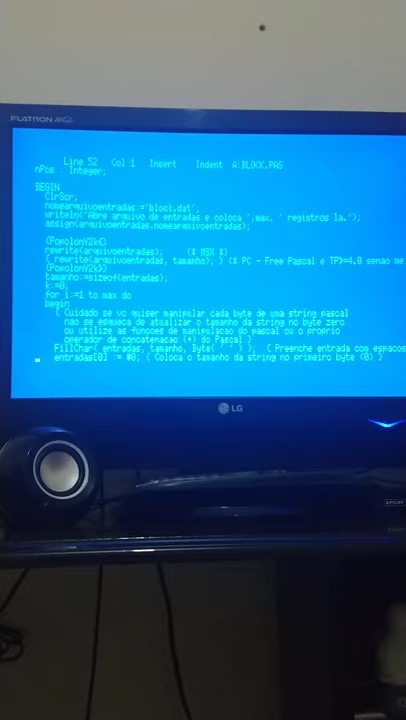 FLATRON
Line 52 Col 1 Insert Indent A:BLOCK.PAS
nPos : Integer;
BEGIN
ClrScr;
nomearquivoentradas:='block.dat';
writeln('Abre arquivo de entradas e coloca ',max, ' registros la.');
assign(arquivoentradas,nomearquivoentradas);
rewrite(arquivoentradas); (* MSX *)
{ rewrite(arquivoentradas, tamanho); } (* PC - Free Pascal e TP>=4.0 senao me
tamanho:=sizeof(entradas);
k:=0;
for i:=1 to max do
begin
{ Cuidado se vc quiser manipular cada byte de uma string pascal
nao se esqueca de atualizar o tamanho da string no byte zero
ou utilize as funcoes de manipulacao do pascal ou o proprio
operador de concatenacao (+) do Pascal }
FillChar( entradas, tamanho, Byte( ' ' ) ); { Preenche entrada com espacos
entradas[0] := #0; { Coloca o tamanho da string no primeiro byte (0) }
LG